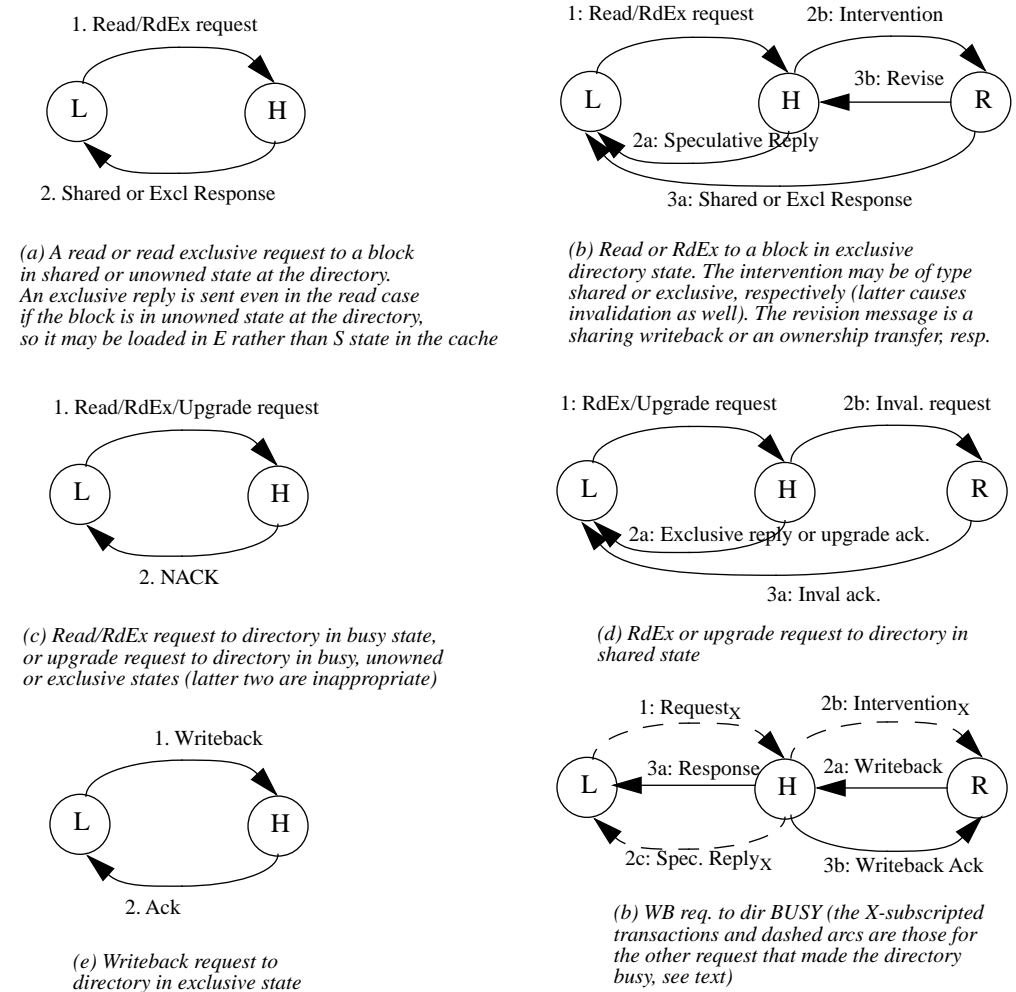 1. Read/RdEx request
L
H
2. Shared or Excl Response
(a) A read or read exclusive request to a block
in shared or unowned state at the directory.
An exclusive reply is sent even in the read case
if the block is in unowned state at the directory,
so it may be loaded in E rather than S state in the cache
1: Read/RdEx request
2b: Intervention
3b: Revise
L
H
R
2a: Speculative Reply
3a: Shared or Excl Response
(b) Read or RdEx to a block in exclusive
directory state. The intervention may be of type
shared or exclusive, respectively (latter causes
invalidation as well). The revision message is a
sharing writeback or an ownership transfer, resp.
1. Read/RdEx/Upgrade request
L
H
2. NACK
(c) Read/RdEx request to directory in busy state,
or upgrade request to directory in busy, unowned
or exclusive states (latter two are inappropriate)
1: RdEx/Upgrade request
2b: Inval. request
L
H
R
2a: Exclusive reply or upgrade ack.
3a: Inval ack.
(d) RdEx or upgrade request to directory in
shared state
1. Writeback
L
H
2. Ack
(e) Writeback request to
directory in exclusive state
1: RequestX
2b: InterventionX
3a: Response
2a: Writeback
L
H
R
2c: Spec. ReplyX
3b: Writeback Ack
(b) WB req. to dir BUSY (the X-subscripted
transactions and dashed arcs are those for
the other request that made the directory
busy, see text)